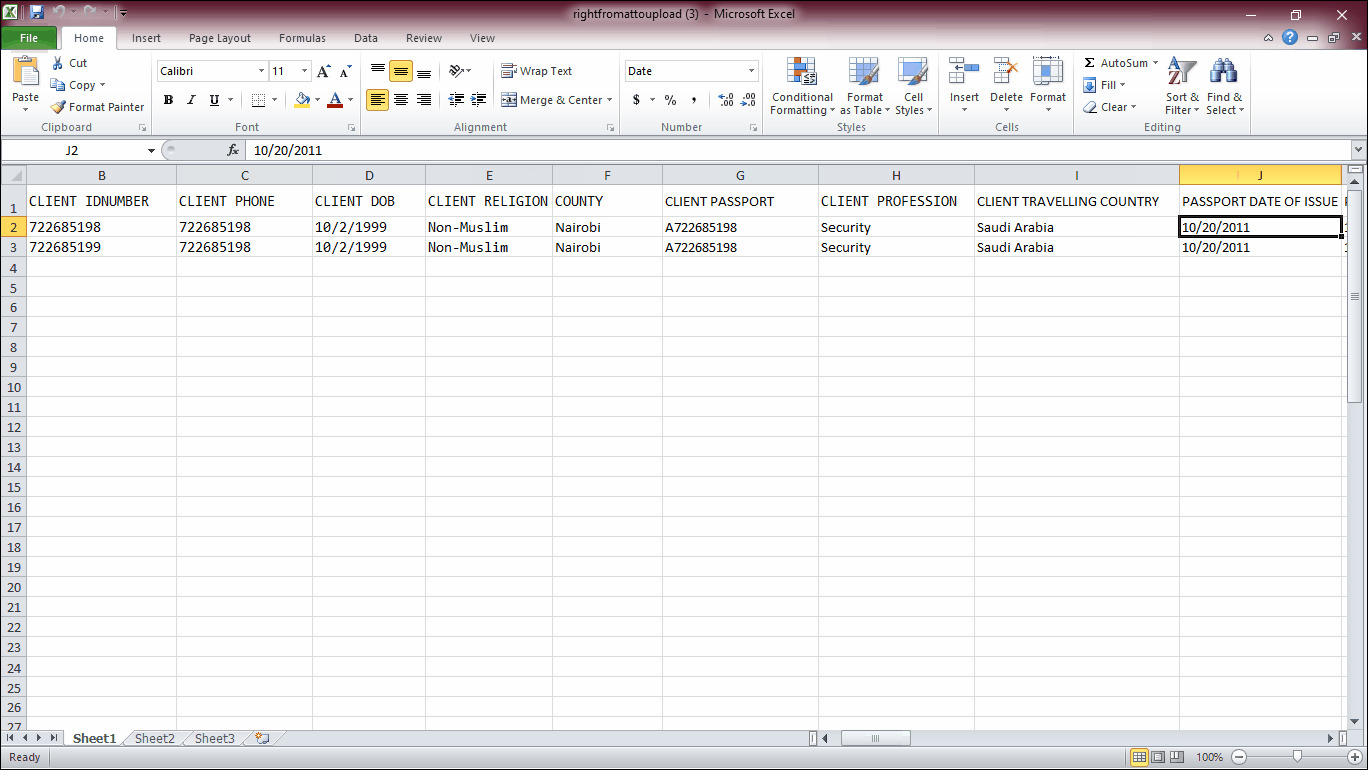 rightfromattoupload (3) - Microsoft Excel
File Home Insert Page Layout Formulas Data Review View
Paste
Cut
Copy
Format Painter
Clipboard
Calibri 11
B I U
Font
Wrap Text
Merge & Center
Alignment
Date
$ % ,
Number
Conditional Formatting
Format as Table
Cell Styles
Styles
Insert Delete Format
Cells
AutoSum
Fill
Clear
Sort & Filter
Find & Select
Editing
J2 fx 10/20/2011
B C D E F G H I J
1 CLIENT IDNUMBER CLIENT PHONE CLIENT DOB CLIENT RELIGION COUNTY CLIENT PASSPORT CLIENT PROFESSION CLIENT TRAVELLING COUNTRY PASSPORT DATE OF ISSUE
2 722685198 722685198 10/2/1999 Non-Muslim Nairobi A722685198 Security Saudi Arabia 10/20/2011
3 722685199 722685198 10/2/1999 Non-Muslim Nairobi A722685198 Security Saudi Arabia 10/20/2011
4
5
6
7
8
9
10
11
12
13
14
15
16
17
18
19
20
21
22
23
24
25
26
27
Sheet1 Sheet2 Sheet3
Ready 100%